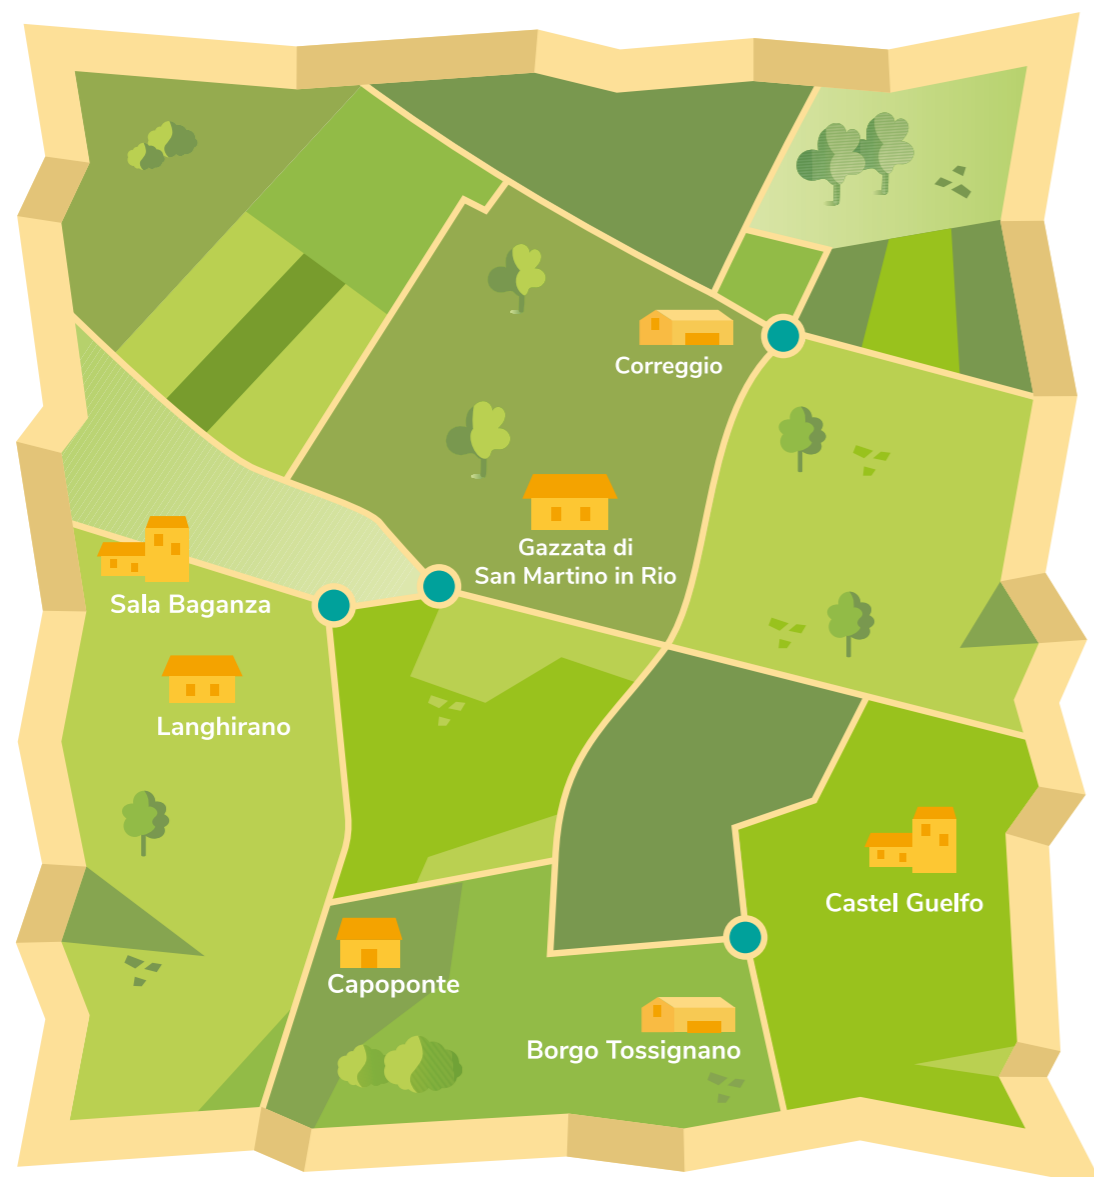 Correggio
Gazzata di
San Martino in Rio
Sala Baganza
Langhirano
Castel Guelfo
Capoponte
Borgo Tossignano